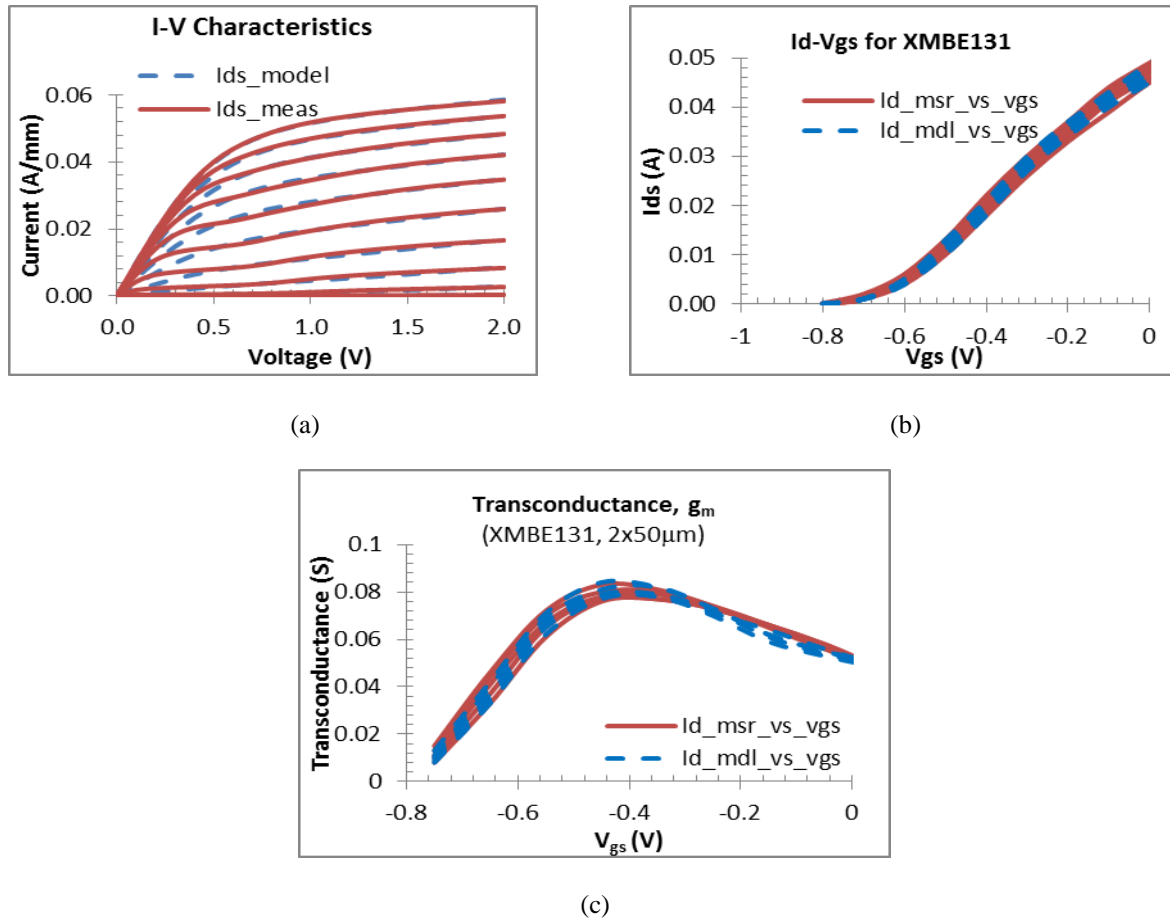 I-V Characteristics
Ids_model
Ids_meas
Current (A/mm)
0.06
0.04
0.02
0.00
0.0 0.5 1.0 1.5 2.0
Voltage (V)
(a)
Id-Vgs for XMBE131
Id_msr_vs_vgs
Id_mdl_vs_vgs
Ids (A)
0.05
0.04
0.03
0.02
0.01
0.00
-1 -0.8 -0.6 -0.4 -0.2 0
Vgs (V)
(b)
Transconductance, gm
(XMBE131, 2x50μm)
Transconductance (S)
0.1
0.08
0.06
0.04
0.02
0
Id_msr_vs_vgs
Id_mdl_vs_vgs
-0.8 -0.6 -0.4 -0.2 0
Vgs (V)
(c)